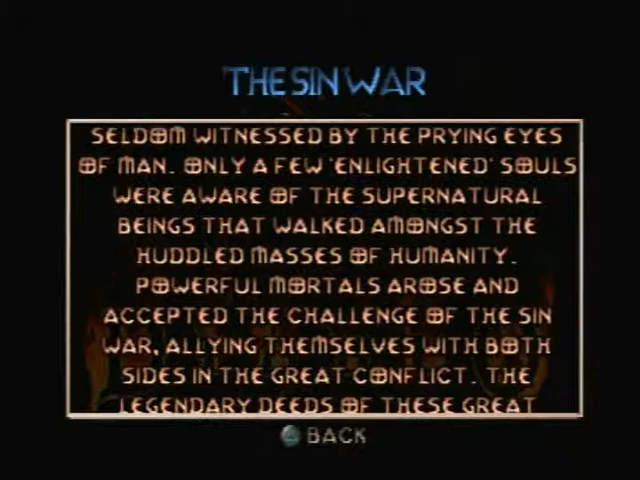 THE SIN WAR
SELDOM WITNESSED BY THE PRYING EYES
OF MAN. ONLY A FEW 'ENLIGHTENED' SOULS
WERE AWARE OF THE SUPERNATURAL
BEINGS THAT WALKED AMONGST THE
HUDDLED MASSES OF HUMANITY.
POWERFUL MORTALS AROSE AND
ACCEPTED THE CHALLENGE OF THE SIN
WAR, ALLYING THEMSELVES WITH BOTH
SIDES IN THE GREAT CONFLICT. THE
LEGENDARY DEEDS OF THESE GREAT
BACK